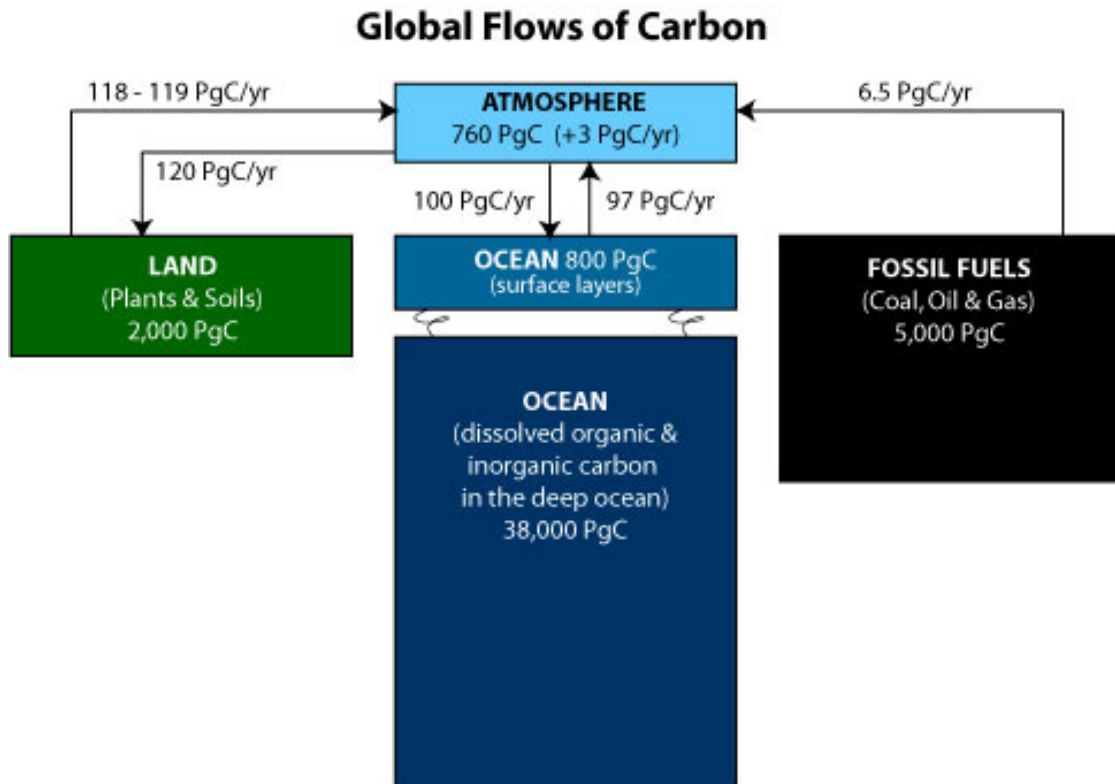 Global Flows of Carbon
118 - 119 PgC/yr
ATMOSPHERE
760 PgC (+3 PgC/yr)
6.5 PgC/yr
120 PgC/yr
100 PgC/yr
97 PgC/yr
LAND
(Plants & Soils)
2,000 PgC
OCEAN 800 PgC
(surface layers)
FOSSIL FUELS
(Coal, Oil & Gas)
5,000 PgC
OCEAN
(dissolved organic &
inorganic carbon
in the deep ocean)
38,000 PgC